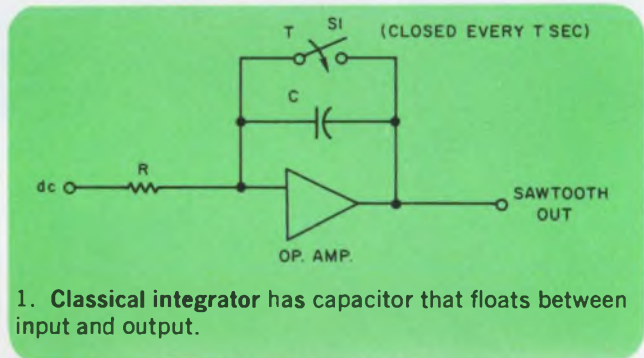 T S1 (CLOSED EVERY T SEC)
C
dc R
SAWTOOTH
OUT
OP. AMP.
1. Classical integrator has capacitor that floats between
input and output.